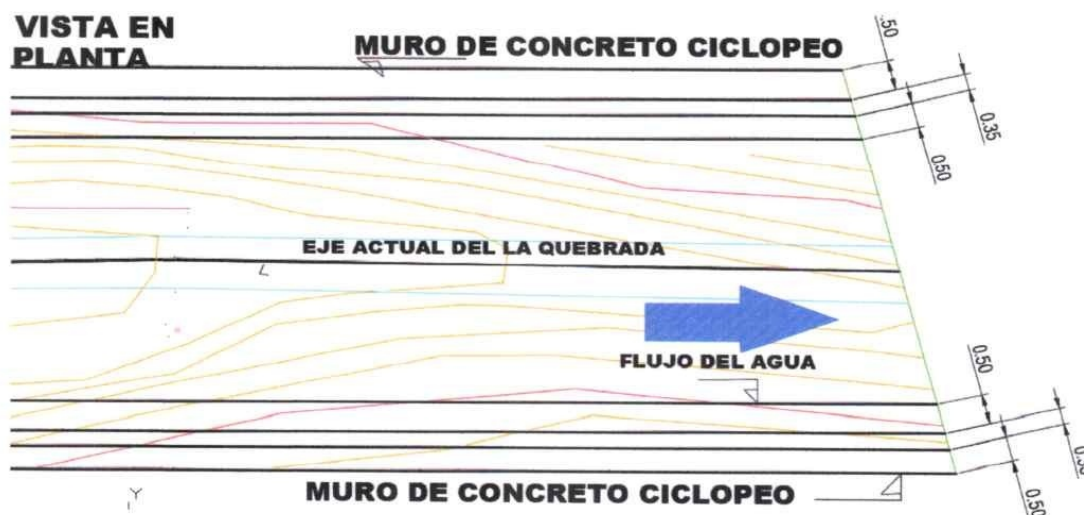 VISTA EN
PLANTA
MURO DE CONCRETO CICLOPEO
.50
0.35
0.50
EJE ACTUAL DEL LA QUEBRADA
FLUJO DEL AGUA
0.50
0.50
MURO DE CONCRETO CICLOPEO
Y